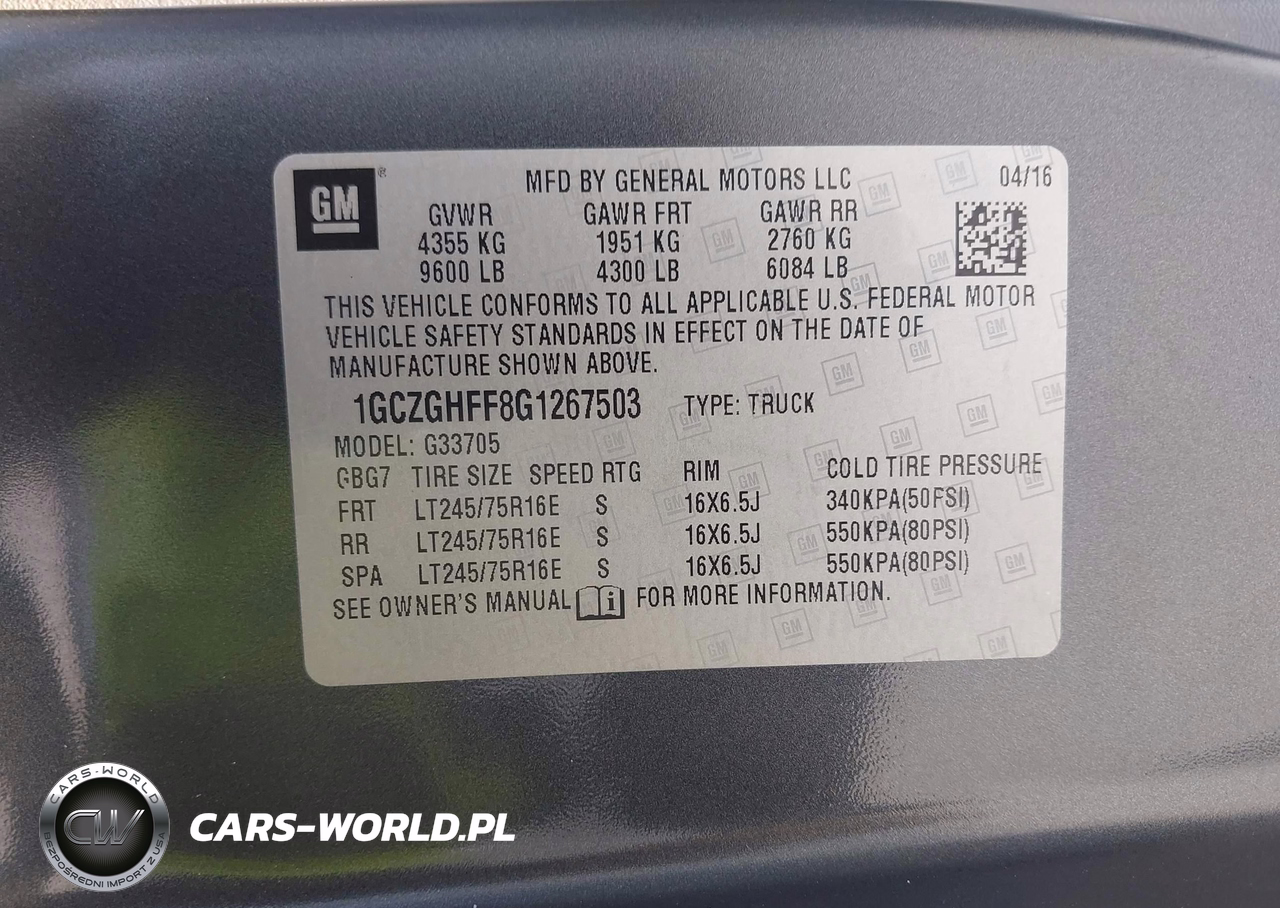 GM ® MFD BY GENERAL MOTORS LLC 04/16
GVWR GAWR FRT GAWR RR
4355 KG 1951 KG 2760 KG
9600 LB 4300 LB 6084 LB
THIS VEHICLE CONFORMS TO ALL APPLICABLE U.S. FEDERAL MOTOR
VEHICLE SAFETY STANDARDS IN EFFECT ON THE DATE OF
MANUFACTURE SHOWN ABOVE.
1GCZGHFF8G1267503 TYPE: TRUCK
MODEL: G33705
GBG7 TIRE SIZE SPEED RTG RIM COLD TIRE PRESSURE
FRT LT245/75R16E S 16X6.5J 340KPA(50PSI)
RR LT245/75R16E S 16X6.5J 550KPA(80PSI)
SPA LT245/75R16E S 16X6.5J 550KPA(80PSI)
SEE OWNER'S MANUAL i FOR MORE INFORMATION.
CARS-WORLD
CW
BEZPOŚREDNI IMPORT Z USA
CARS-WORLD.PL